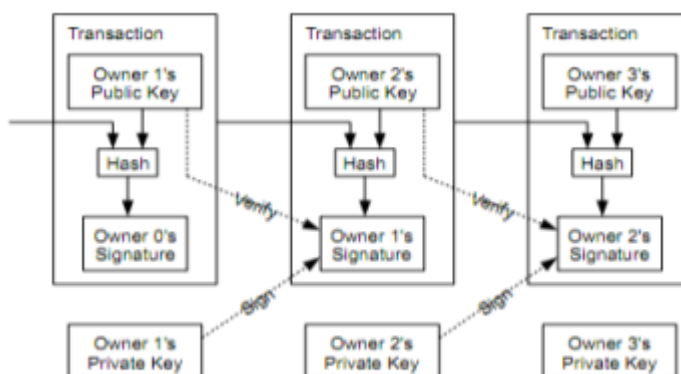 Transaction
Owner 1's
Public Key
Hash
Owner 0's
Signature
Transaction
Owner 2's
Public Key
Hash
Verify
Owner 1's
Signature
Sign
Transaction
Owner 3's
Public Key
Hash
Verify
Owner 2's
Signature
Sign
Owner 1's
Private Key
Owner 2's
Private Key
Owner 3's
Private Key